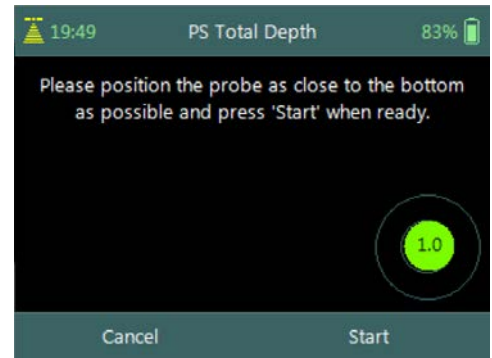 19:49 PS Total Depth 83%
Please position the probe as close to the bottom
as possible and press 'Start' when ready.
1.0
Cancel Start